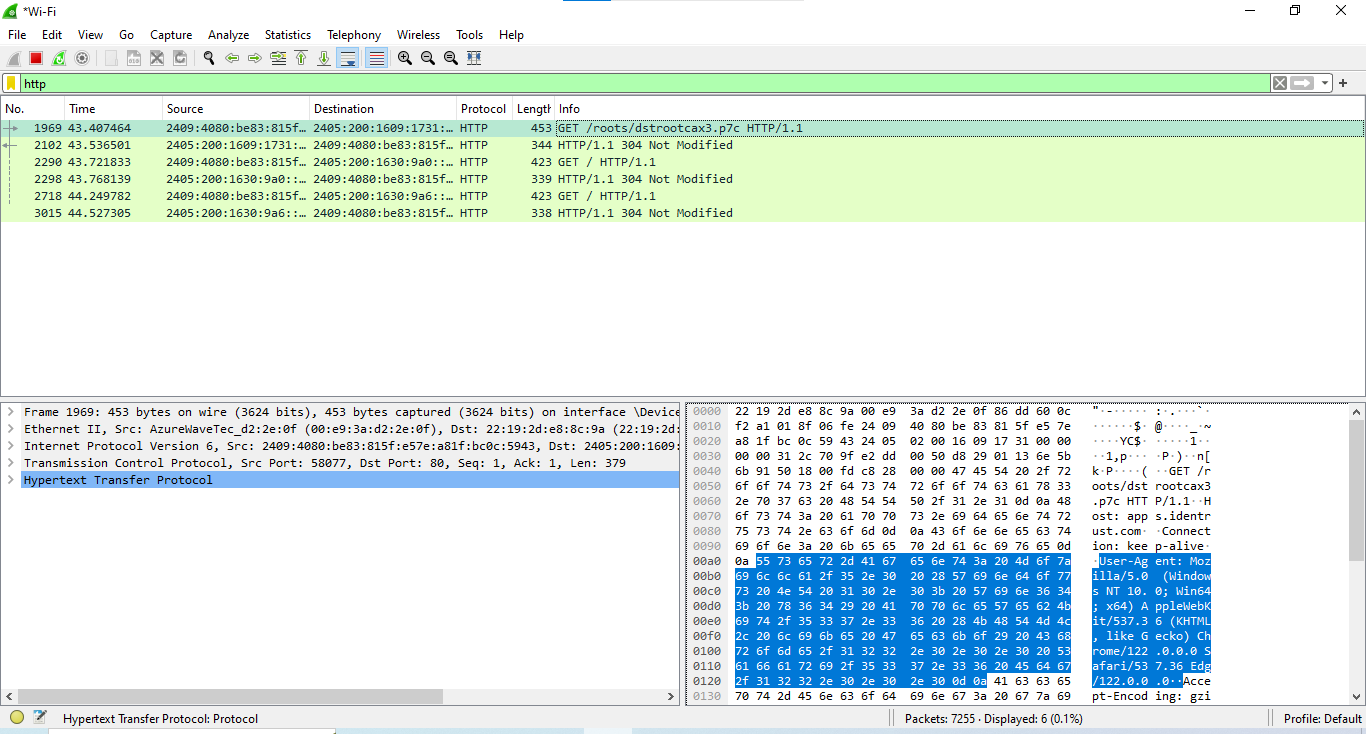 *Wi-Fi
File Edit View Go Capture Analyze Statistics Telephony Wireless Tools Help
http
No. Time Source Destination Protocol Length Info
1969 43.407464 2409:4080:be83:815f… 2405:200:1609:1731:… HTTP 453 GET /roots/dstrootcax3.p7c HTTP/1.1
2102 43.536501 2405:200:1609:1731:… 2409:4080:be83:815f… HTTP 344 HTTP/1.1 304 Not Modified
2290 43.721833 2409:4080:be83:815f… 2405:200:1630:9a0::… HTTP 423 GET / HTTP/1.1
2298 43.768139 2405:200:1630:9a0::… 2409:4080:be83:815f… HTTP 339 HTTP/1.1 304 Not Modified
2718 44.249782 2409:4080:be83:815f… 2405:200:1630:9a6::… HTTP 423 GET / HTTP/1.1
3015 44.527305 2405:200:1630:9a6::… 2409:4080:be83:815f… HTTP 338 HTTP/1.1 304 Not Modified
Frame 1969: 453 bytes on wire (3624 bits), 453 bytes captured (3624 bits) on interface \Device
Ethernet II, Src: AzureWaveTec_d2:2e:0f (00:e9:3a:d2:2e:0f), Dst: 22:19:2d:e8:8c:9a (22:19:2d:
Internet Protocol Version 6, Src: 2409:4080:be83:815f:e57e:a81f:bc0c:5943, Dst: 2405:200:1609:
Transmission Control Protocol, Src Port: 58077, Dst Port: 80, Seq: 1, Ack: 1, Len: 379
Hypertext Transfer Protocol
0000 22 19 2d e8 8c 9a 00 e9 3a d2 2e 0f 86 dd 60 0c "·-····· :·.···`·
0010 f2 a1 01 8f 06 fe 24 09 40 80 be 83 81 5f e5 7e ······$· @····_·~
0020 a8 1f bc 0c 59 43 24 05 02 00 16 09 17 31 00 00 ····YC$· ·····1··
0030 00 00 31 2c 70 9f e2 dd 00 50 d8 29 01 13 6e 5b ··1,p··· ·P·)··n[
0040 6b 91 50 18 00 fd c8 28 00 00 47 45 54 20 2f 72 k·P····( ··GET /r
0050 6f 6f 74 73 2f 64 73 74 72 6f 6f 74 63 61 78 33 oots/dst rootcax3
0060 2e 70 37 63 20 48 54 54 50 2f 31 2e 31 0d 0a 48 .p7c HTT P/1.1··H
0070 6f 73 74 3a 20 61 70 70 73 2e 69 64 65 6e 74 72 ost: app s.identr
0080 75 73 74 2e 63 6f 6d 0d 0a 43 6f 6e 6e 65 63 74 ust.com· ·Connect
0090 69 6f 6e 3a 20 6b 65 65 70 2d 61 6c 69 76 65 0d ion: kee p-alive·
00a0 0a 55 73 65 72 2d 41 67 65 6e 74 3a 20 4d 6f 7a ·User-Ag ent: Moz
00b0 69 6c 6c 61 2f 35 2e 30 20 28 57 69 6e 64 6f 77 illa/5.0 (Window
00c0 73 20 4e 54 20 31 30 2e 30 3b 20 57 69 6e 36 34 s NT 10. 0; Win64
00d0 3b 20 78 36 34 29 20 41 70 70 6c 65 57 65 62 4b ; x64) A ppleWebK
00e0 69 74 2f 35 33 37 2e 33 36 20 28 4b 48 54 4d 4c it/537.3 6 (KHTML
00f0 2c 20 6c 69 6b 65 20 47 65 63 6b 6f 29 20 43 68 , like G ecko) Ch
0100 72 6f 6d 65 2f 31 32 32 2e 30 2e 30 2e 30 20 53 rome/122 .0.0.0 S
0110 61 66 61 72 69 2f 35 33 37 2e 33 36 20 45 64 67 afari/53 7.36 Edg
0120 2f 31 32 32 2e 30 2e 30 2e 30 0d 0a 41 63 63 65 /122.0.0 .0··Acce
0130 70 74 2d 45 6e 63 6f 64 69 6e 67 3a 20 67 7a 69 pt-Encod ing: gzi
Hypertext Transfer Protocol: Protocol Packets: 7255 · Displayed: 6 (0.1%) Profile: Default